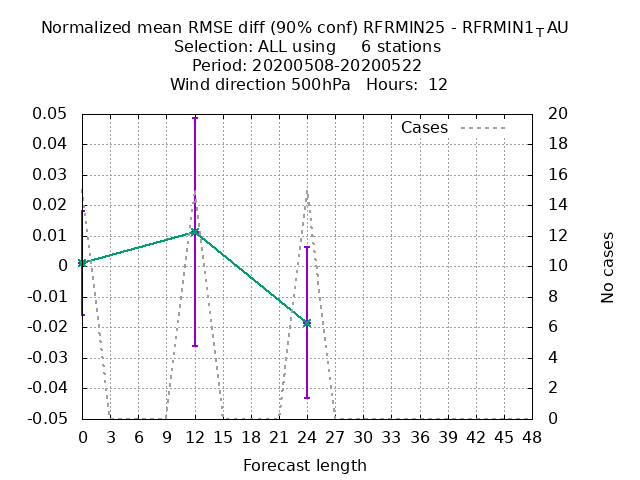 Normalized mean RMSE diff (90% conf) RFRMIN25 - RFRMIN1TAU
Selection: ALL using     6 stations
Period: 20200508-20200522
Wind direction 500hPa   Hours:  12
0.05
0.04
0.03
0.02
0.01
0
-0.01
-0.02
-0.03
-0.04
-0.05
Cases
20
18
16
14
12
10
8
6
4
2
0
No cases
0 3 6 9 12 15 18 21 24 27 30 33 36 39 42 45 48
Forecast length